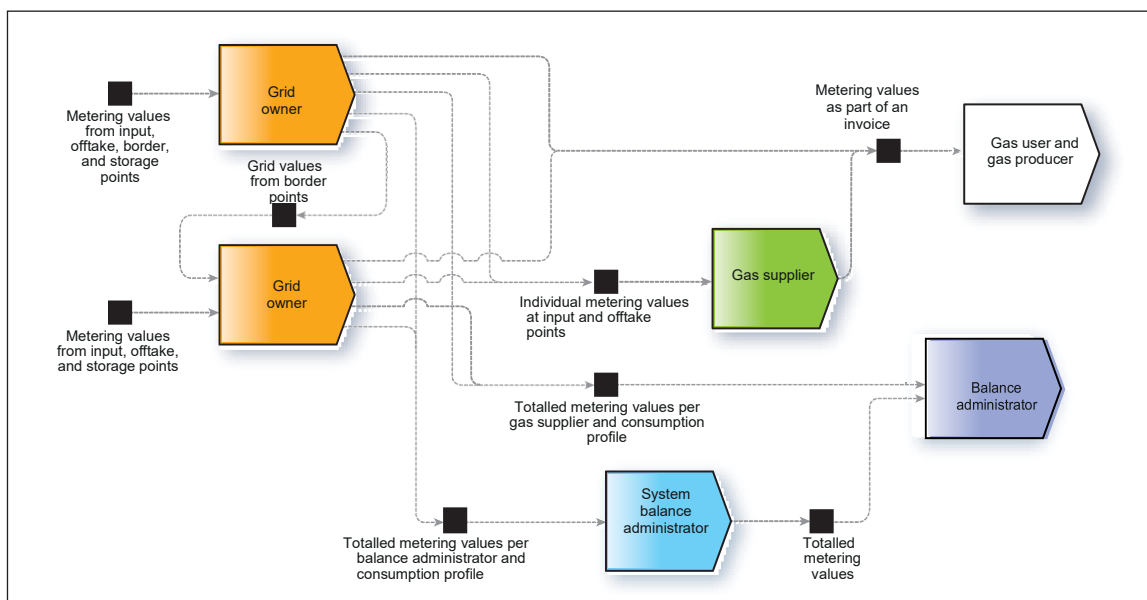 Grid
owner
Metering values
from input,
offtake, border,
and storage
points
Grid values
from border
points
Metering values
as part of an
invoice
Gas user and
gas producer
Grid
owner
Metering values
from input, offtake,
and storage points
Individual metering values
at input and offtake
points
Gas supplier
Totalled metering values per
gas supplier and consumption
profile
Balance
administrator
System
balance
administrator
Totalled metering values per
balance administrator and
consumption profile
Totalled
metering
values